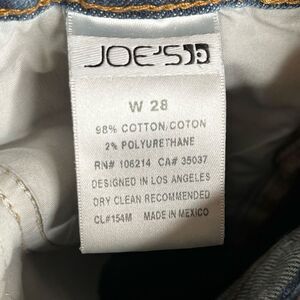 JOE'S
W 28
98% COTTON/COTON
2% POLYURETHANE
RN# 106214 CA# 35037
DESIGNED IN LOS ANGELES
DRY CLEAN RECOMMENDED
CL#154M MADE IN MEXICO